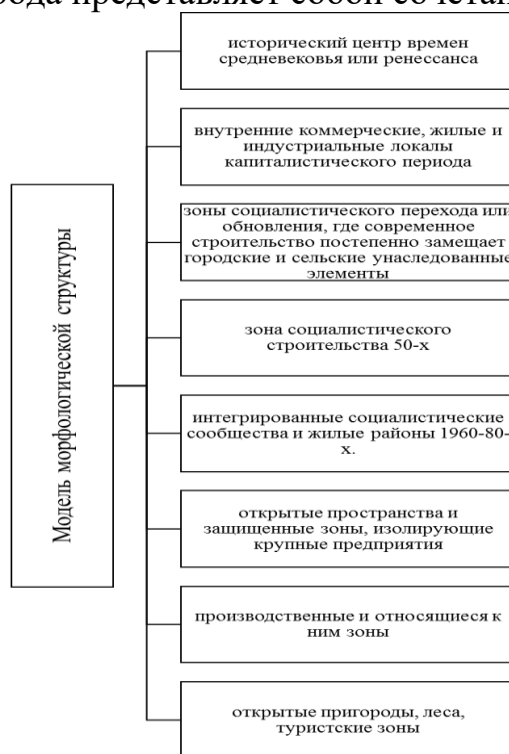 представляет собой
исторический центр времен
средневековья или ренессанса
внутренние коммерческие, жилые и
индустриальные локалы
капиталистического периода
зоны социалистического перехода или
обновления, где современное
строительство постепенно замещает
городские и сельские унаследованные
элементы
Модель морфологической структуры
зона социалистического
строительства 50-х
интегрированные социалистические
сообщества и жилые районы 1960-80-
х.
открытые пространства и
защищенные зоны, изолирующие
крупные предприятия
производственные и относящиеся к
ним зоны
открытые пригороды, леса,
туристские зоны